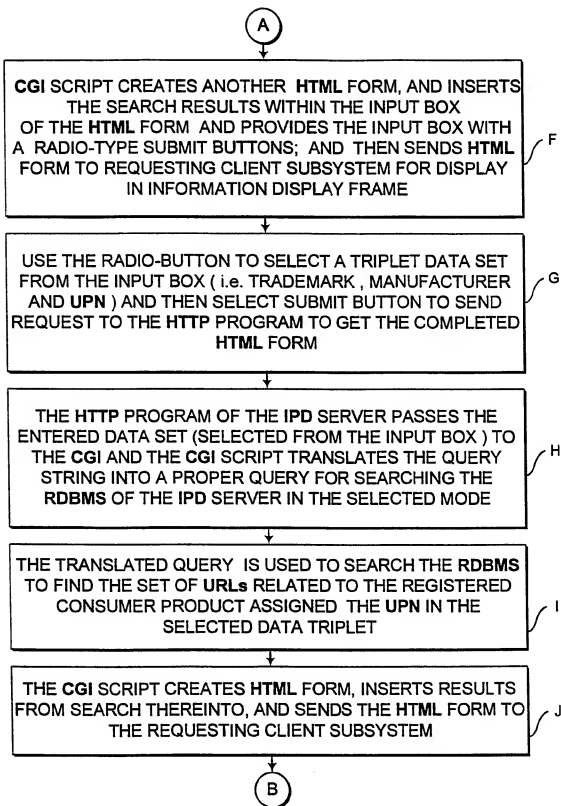 A
CGI SCRIPT CREATES ANOTHER HTML FORM, AND INSERTS
THE SEARCH RESULTS WITHIN THE INPUT BOX
OF THE HTML FORM AND PROVIDES THE INPUT BOX WITH
A RADIO-TYPE SUBMIT BUTTONS; AND THEN SENDS HTML
FORM TO REQUESTING CLIENT SUBSYSTEM FOR DISPLAY
IN INFORMATION DISPLAY FRAME
F
USE THE RADIO-BUTTON TO SELECT A TRIPLET DATA SET
FROM THE INPUT BOX ( i.e. TRADEMARK , MANUFACTURER
AND UPN ) AND THEN SELECT SUBMIT BUTTON TO SEND
REQUEST TO THE HTTP PROGRAM TO GET THE COMPLETED
HTML FORM
G
THE HTTP PROGRAM OF THE IPD SERVER PASSES THE
ENTERED DATA SET (SELECTED FROM THE INPUT BOX ) TO
THE CGI AND THE CGI SCRIPT TRANSLATES THE QUERY
STRING INTO A PROPER QUERY FOR SEARCHING THE
RDBMS OF THE IPD SERVER IN THE SELECTED MODE
H
THE TRANSLATED QUERY IS USED TO SEARCH THE RDBMS
TO FIND THE SET OF URLs RELATED TO THE REGISTERED
CONSUMER PRODUCT ASSIGNED THE UPN IN THE
SELECTED DATA TRIPLET
I
THE CGI SCRIPT CREATES HTML FORM, INSERTS RESULTS
FROM SEARCH THEREINTO, AND SENDS THE HTML FORM TO
THE REQUESTING CLIENT SUBSYSTEM
J
B